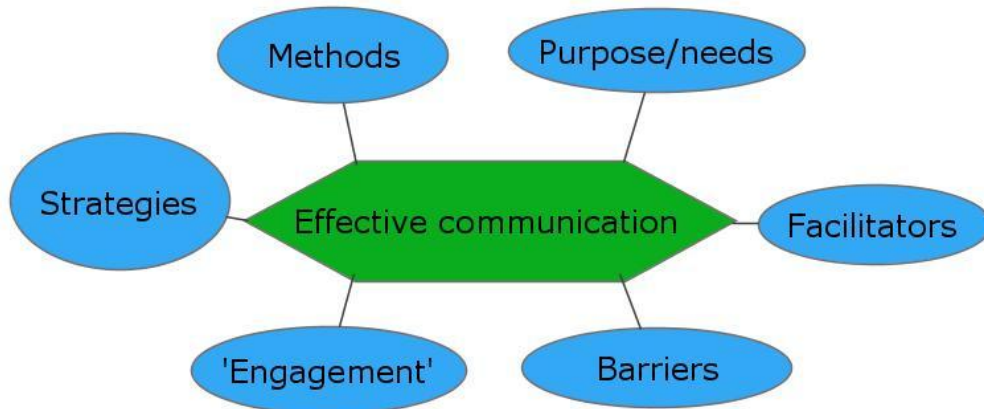 Methods
Purpose/needs
Strategies
Effective communication
Facilitators
'Engagement'
Barriers